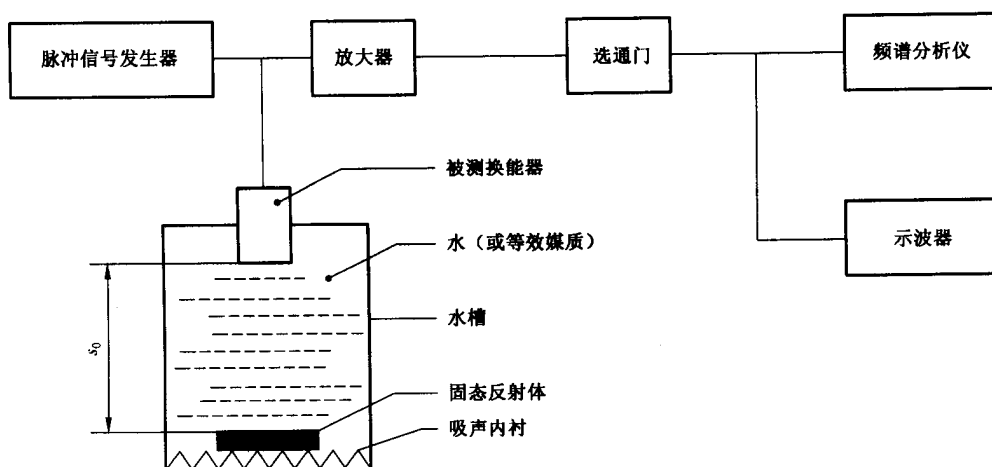 脉冲信号发生器
放大器
选通门
频谱分析仪
被测换能器
水（或等效媒质）
示波器
水槽
s₀
固态反射体
吸声内衬